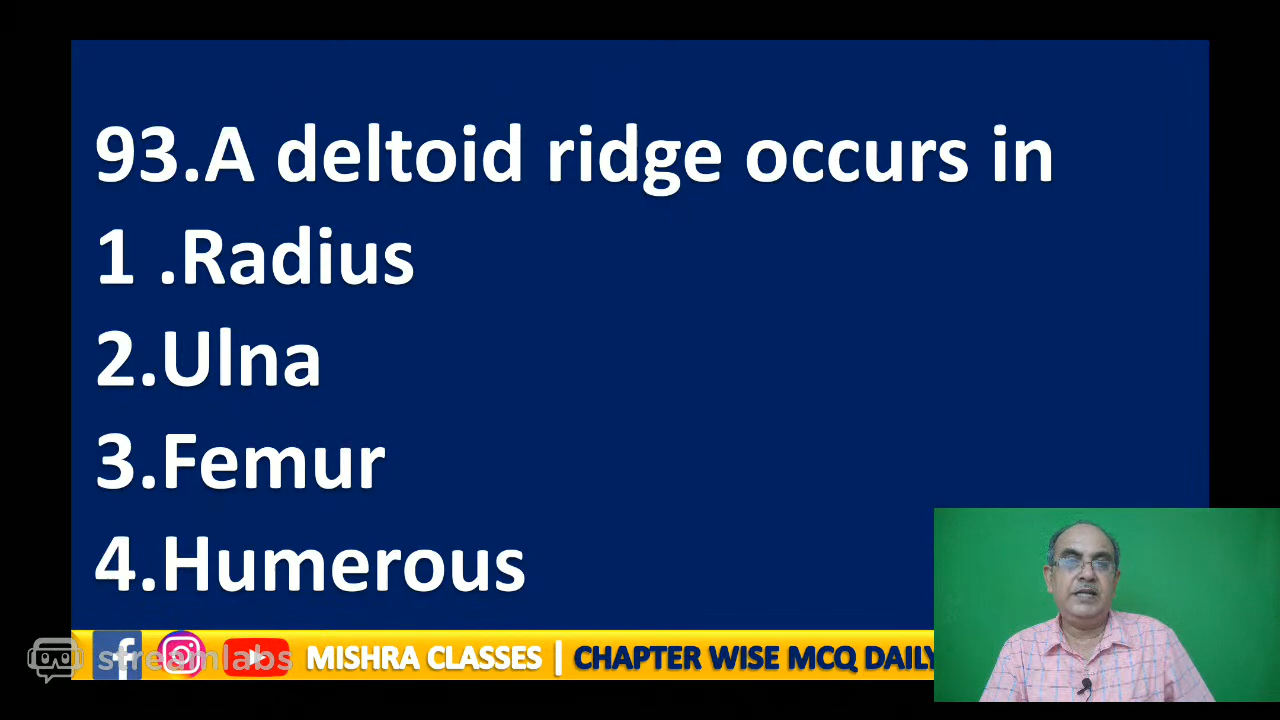 93.A deltoid ridge occurs in
1 .Radius
2.Ulna
3.Femur
4.Humerous
streamlabs
MISHRA CLASSES | CHAPTER WISE MCQ DAILY